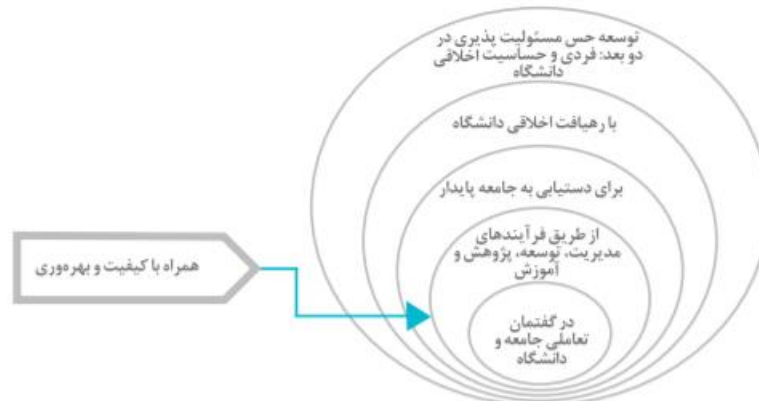 توسعه حس مسئولیت پذیری در
دو بعد: فردی و حساسیت اخلاقی
دانشگاه
با رهیافت اخلاقی دانشگاه
برای دستیابی به جامعه پایدار
از طریق فرآیندهای
مدیریت، توسعه، پژوهش و
آموزش
همراه با کیفیت و بهره‌وری
در گفتمان
تعاملی جامعه و
دانشگاه